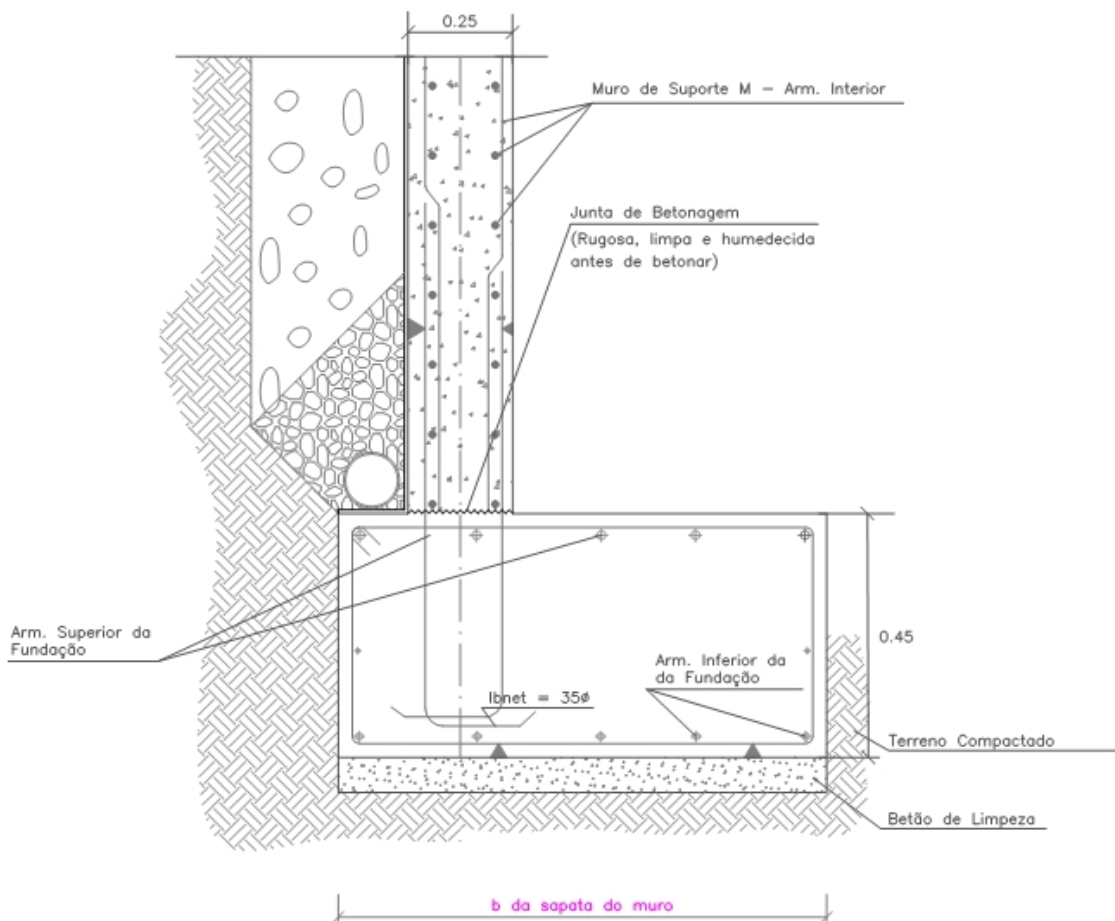 0.25
Muro de Suporte M – Arm. Interior
Junta de Betonagem
(Rugosa, limpa e humedecida
antes de betonar)
Arm. Superior da
Fundação
0.45
Arm. Inferior da
da Fundação
lbnet = 35ø
Terreno Compactado
Betão de Limpeza
b da sapata do muro